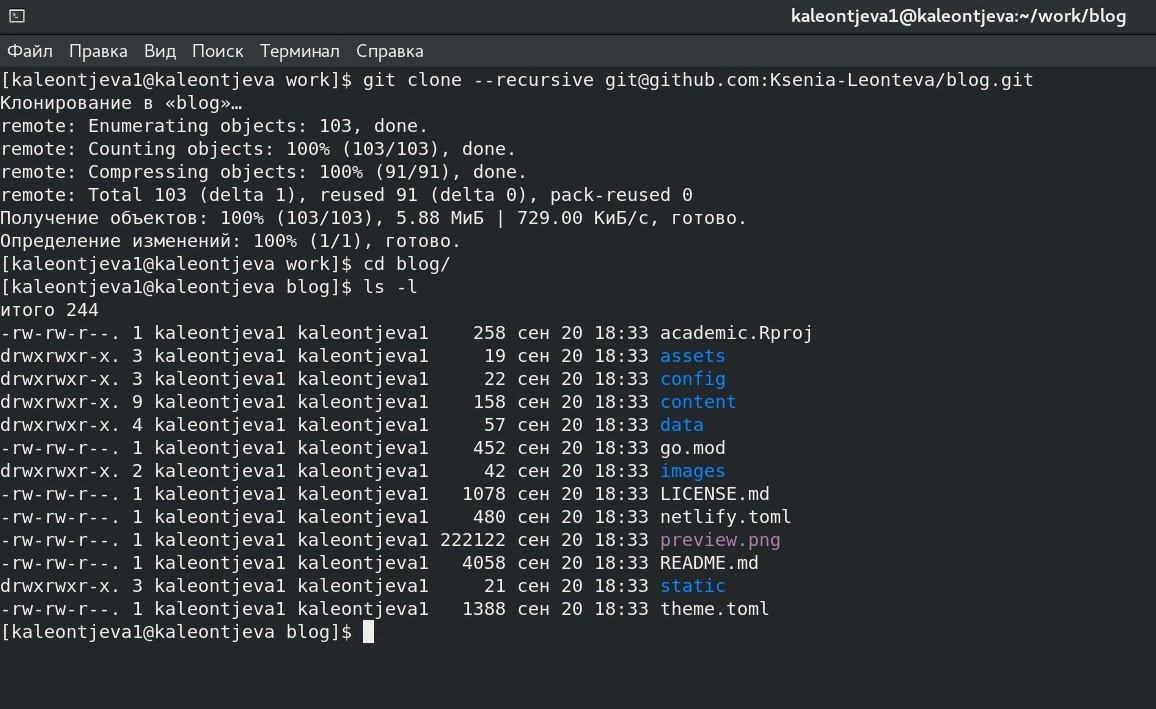 kaleontjeva1@kaleontjeva:~/work/blog
Файл Правка Вид Поиск Терминал Справка
[kaleontjeva1@kaleontjeva work]$ git clone --recursive git@github.com:Ksenia-Leonteva/blog.git
Клонирование в «blog»…
remote: Enumerating objects: 103, done.
remote: Counting objects: 100% (103/103), done.
remote: Compressing objects: 100% (91/91), done.
remote: Total 103 (delta 1), reused 91 (delta 0), pack-reused 0
Получение объектов: 100% (103/103), 5.88 МиБ | 729.00 КиБ/с, готово.
Определение изменений: 100% (1/1), готово.
[kaleontjeva1@kaleontjeva work]$ cd blog/
[kaleontjeva1@kaleontjeva blog]$ ls -l
итого 244
-rw-rw-r--. 1 kaleontjeva1 kaleontjeva1    258 сен 20 18:33 academic.Rproj
drwxrwxr-x. 3 kaleontjeva1 kaleontjeva1     19 сен 20 18:33 assets
drwxrwxr-x. 3 kaleontjeva1 kaleontjeva1     22 сен 20 18:33 config
drwxrwxr-x. 9 kaleontjeva1 kaleontjeva1    158 сен 20 18:33 content
drwxrwxr-x. 4 kaleontjeva1 kaleontjeva1     57 сен 20 18:33 data
-rw-rw-r--. 1 kaleontjeva1 kaleontjeva1    452 сен 20 18:33 go.mod
drwxrwxr-x. 2 kaleontjeva1 kaleontjeva1     42 сен 20 18:33 images
-rw-rw-r--. 1 kaleontjeva1 kaleontjeva1   1078 сен 20 18:33 LICENSE.md
-rw-rw-r--. 1 kaleontjeva1 kaleontjeva1    480 сен 20 18:33 netlify.toml
-rw-rw-r--. 1 kaleontjeva1 kaleontjeva1 222122 сен 20 18:33 preview.png
-rw-rw-r--. 1 kaleontjeva1 kaleontjeva1   4058 сен 20 18:33 README.md
drwxrwxr-x. 3 kaleontjeva1 kaleontjeva1     21 сен 20 18:33 static
-rw-rw-r--. 1 kaleontjeva1 kaleontjeva1   1388 сен 20 18:33 theme.toml
[kaleontjeva1@kaleontjeva blog]$